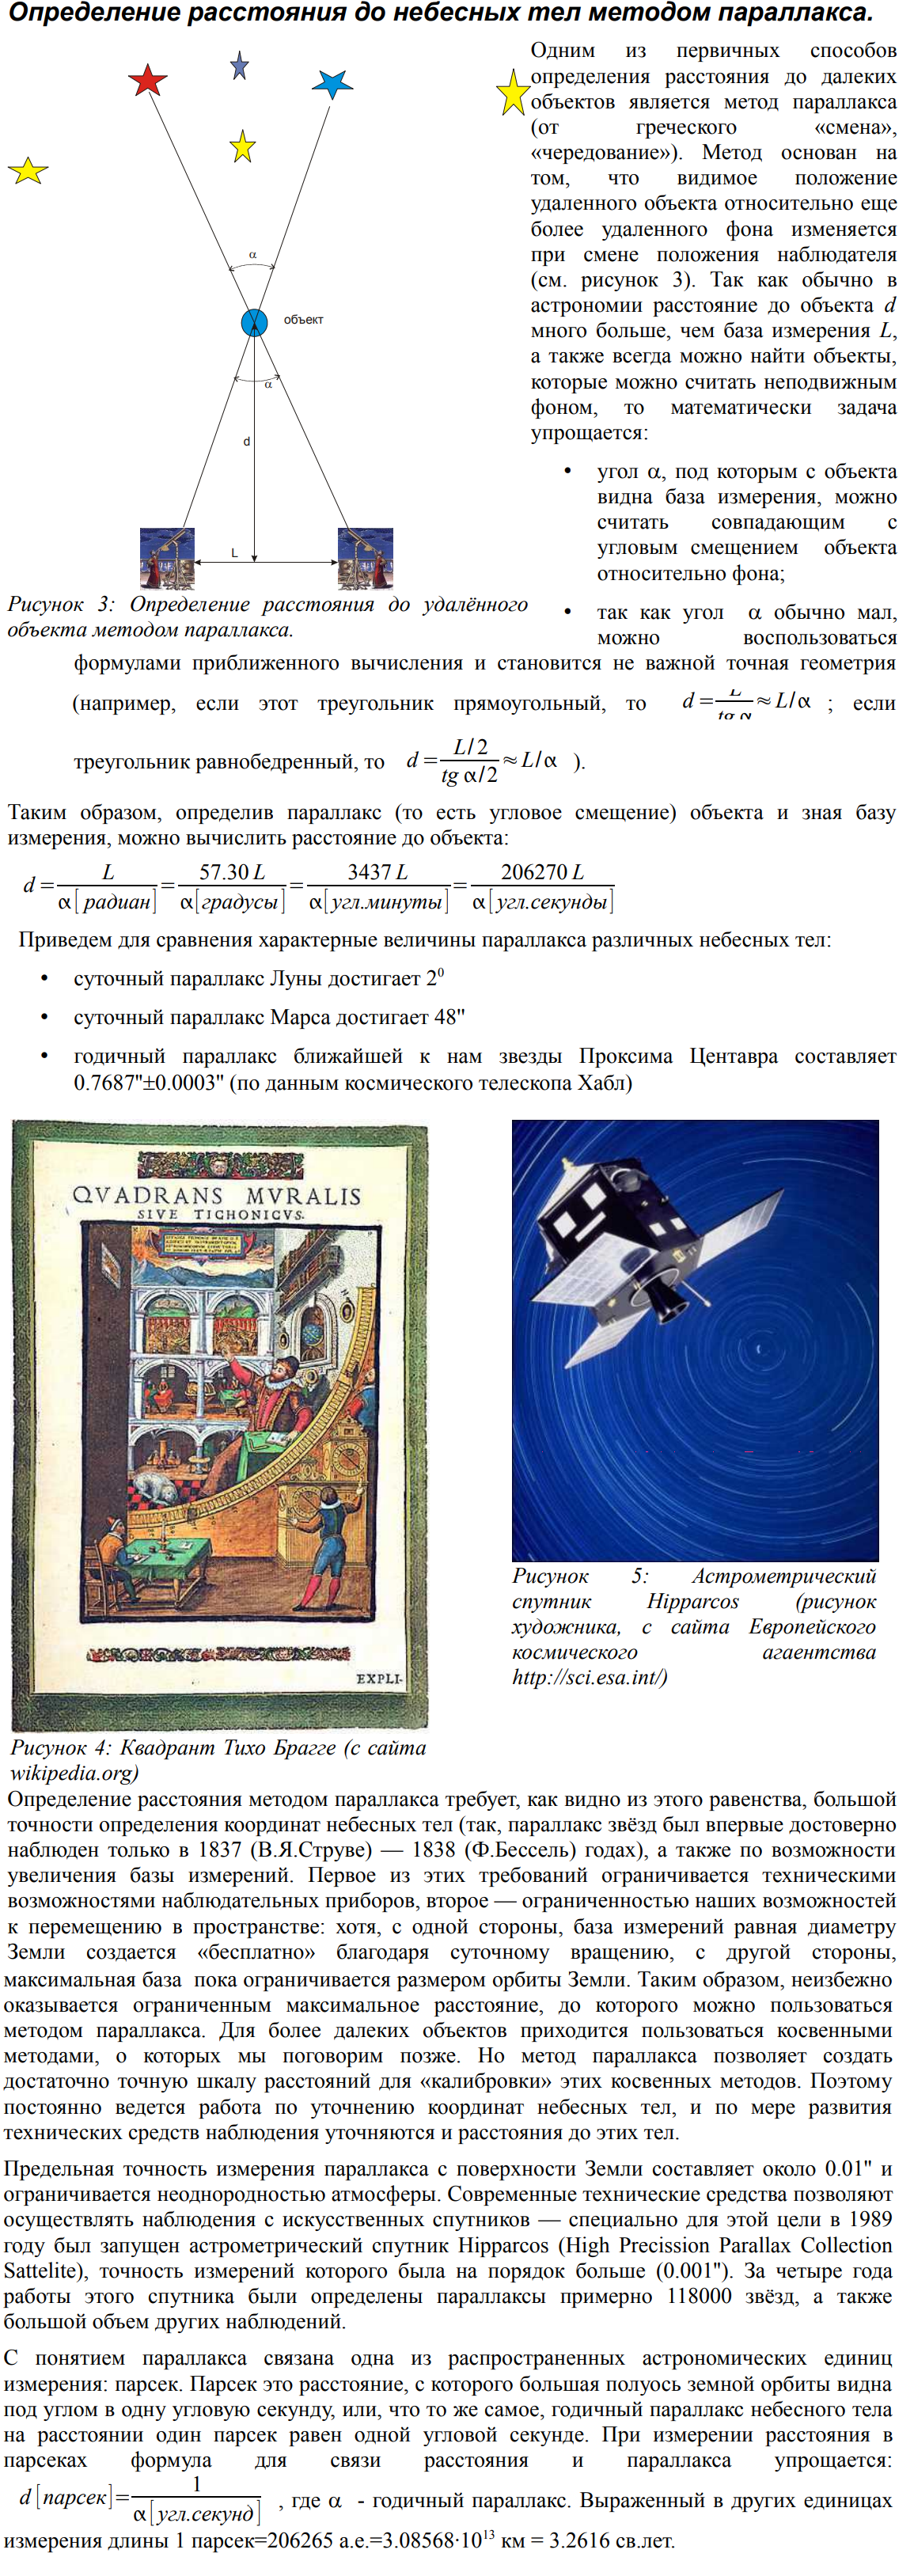 Определение расстояния до небесных тел методом параллакса.
α
объект
α
d
L
Рисунок 3: Определение расстояния до удалённого
объекта методом параллакса.
Одним из первичных способов
определения расстояния до далеких
объектов является метод параллакса
(от греческого «смена»,
«чередование»). Метод основан на
том, что видимое положение
удаленного объекта относительно еще
более удаленного фона изменяется
при смене положения наблюдателя
(см. рисунок 3). Так как обычно в
астрономии расстояние до объекта d
много больше, чем база измерения L,
а также всегда можно найти объекты,
которые можно считать неподвижным
фоном, то математически задача
упрощается:
• угол α, под которым с объекта
видна база измерения, можно
считать совпадающим с
угловым смещением объекта
относительно фона;
• так как угол α обычно мал,
можно воспользоваться
формулами приближенного вычисления и становится не важной точная геометрия
(например, если этот треугольник прямоугольный, то d = L / tg α ≈ L/α ; если
треугольник равнобедренный, то d = (L/2) / (tg α/2) ≈ L/α ).
Таким образом, определив параллакс (то есть угловое смещение) объекта и зная базу
измерения, можно вычислить расстояние до объекта:
d = L / α[радиан] = 57.30 L / α[градусы] = 3437 L / α[угл.минуты] = 206270 L / α[угл.секунды]
Приведем для сравнения характерные величины параллакса различных небесных тел:
• суточный параллакс Луны достигает 2⁰
• суточный параллакс Марса достигает 48"
• годичный параллакс ближайшей к нам звезды Проксима Центавра составляет
0.7687"±0.0003" (по данным космического телескопа Хабл)
QVADRANS MVRALIS
SIVE TICHONICVS.
EXPLI-
Рисунок 4: Квадрант Тихо Брагге (с сайта
wikipedia.org)
Рисунок 5: Астрометрический
спутник Hipparcos (рисунок
художника, с сайта Европейского
космического агаентства
http://sci.esa.int/)
Определение расстояния методом параллакса требует, как видно из этого равенства, большой
точности определения координат небесных тел (так, параллакс звёзд был впервые достоверно
наблюден только в 1837 (В.Я.Струве) — 1838 (Ф.Бессель) годах), а также по возможности
увеличения базы измерений. Первое из этих требований ограничивается техническими
возможностями наблюдательных приборов, второе — ограниченностью наших возможностей
к перемещению в пространстве: хотя, с одной стороны, база измерений равная диаметру
Земли создается «бесплатно» благодаря суточному вращению, с другой стороны,
максимальная база пока ограничивается размером орбиты Земли. Таким образом, неизбежно
оказывается ограниченным максимальное расстояние, до которого можно пользоваться
методом параллакса. Для более далеких объектов приходится пользоваться косвенными
методами, о которых мы поговорим позже. Но метод параллакса позволяет создать
достаточно точную шкалу расстояний для «калибровки» этих косвенных методов. Поэтому
постоянно ведется работа по уточнению координат небесных тел, и по мере развития
технических средств наблюдения уточняются и расстояния до этих тел.
Предельная точность измерения параллакса с поверхности Земли составляет около 0.01" и
ограничивается неоднородностью атмосферы. Современные технические средства позволяют
осуществлять наблюдения с искусственных спутников — специально для этой цели в 1989
году был запущен астрометрический спутник Hipparcos (High Precission Parallax Collection
Sattelite), точность измерений которого была на порядок больше (0.001"). За четыре года
работы этого спутника были определены параллаксы примерно 118000 звёзд, а также
большой объем других наблюдений.
С понятием параллакса связана одна из распространенных астрономических единиц
измерения: парсек. Парсек это расстояние, с которого большая полуось земной орбиты видна
под углом в одну угловую секунду, или, что то же самое, годичный параллакс небесного тела
на расстоянии один парсек равен одной угловой секунде. При измерении расстояния в
парсеках формула для связи расстояния и параллакса упрощается:
d[парсек] = 1 / α[угл.секунд] , где α - годичный параллакс. Выраженный в других единицах
измерения длины 1 парсек=206265 а.е.=3.08568·10¹³ км = 3.2616 св.лет.